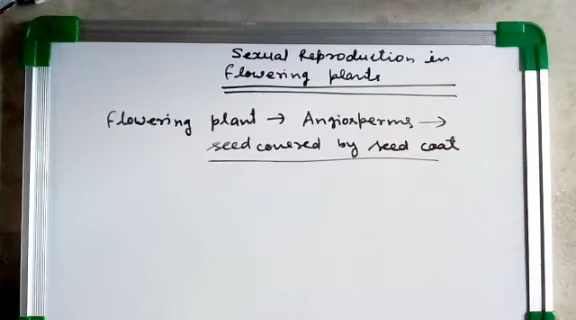 Sexual Reproduction in
flowering plants
flowering plant → Angiosperms →
seed covered by seed coat